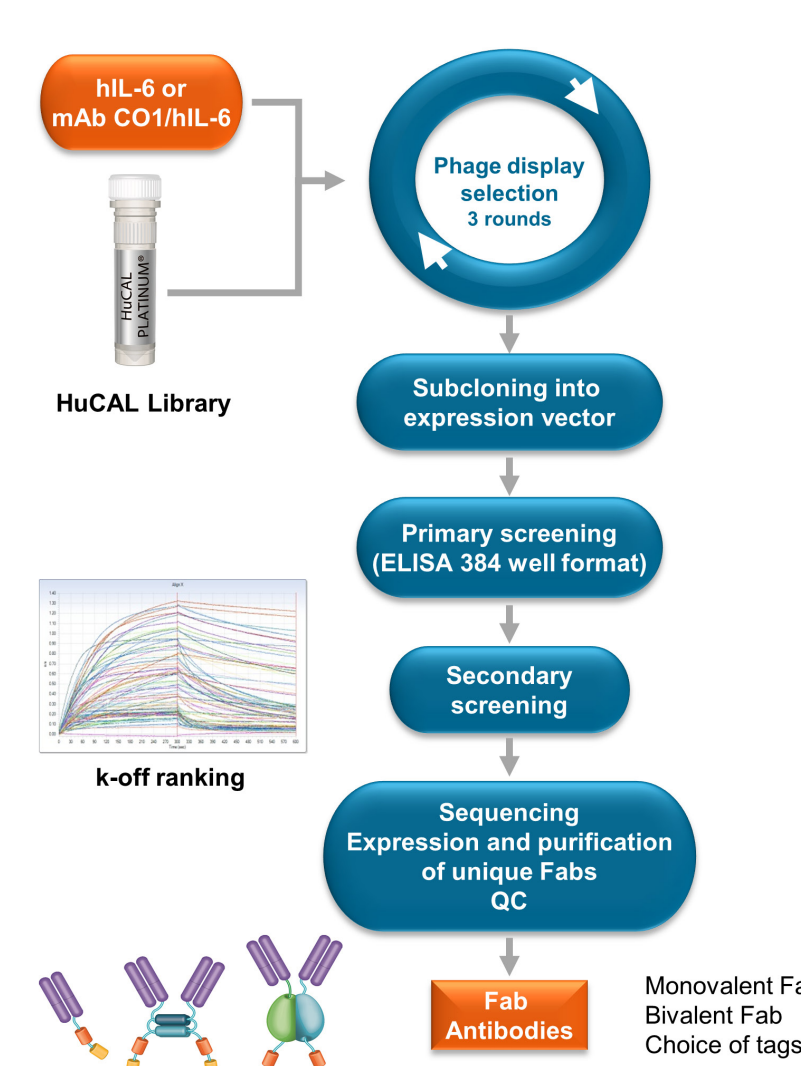 hIL-6 or
mAb CO1/hIL-6
Phage display
selection
3 rounds
HuCAL
PLATINUM®
HuCAL Library
Subcloning into
expression vector
Primary screening
(ELISA 384 well format)
Secondary
screening
k-off ranking
Sequencing
Expression and purification
of unique Fabs
QC
Fab
Antibodies
Monovalent Fa
Bivalent Fab
Choice of tags